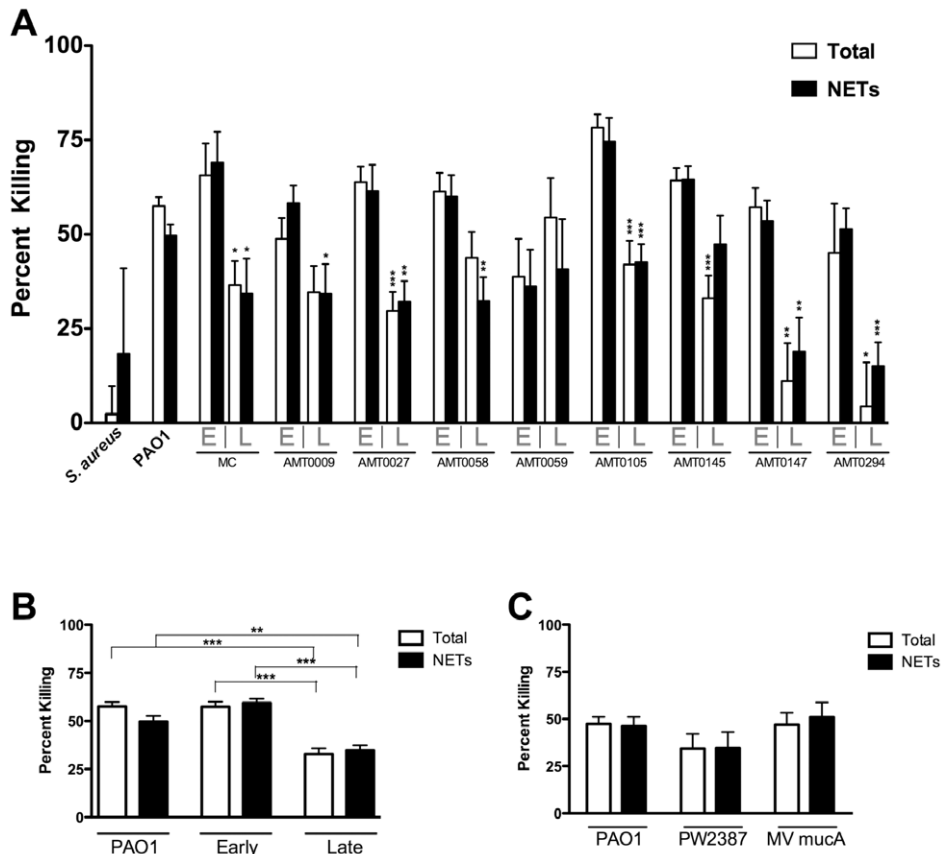 A
100
75
50
25
0
Percent Killing
Total
NETs
* * * *** ** ** *** *** *** ** ** * ***
S. aureus PAO1 E | L E | L E | L E | L E | L E | L E | L E | L
MC AMT0009 AMT0027 AMT0058 AMT0059 AMT0105 AMT0145 AMT0147 AMT0294
B
100
75
50
25
0
Percent Killing
**
***
***
***
Total
NETs
PAO1 Early Late
C
100
75
50
25
0
Percent Killing
Total
NETs
PAO1 PW2387 MV mucA